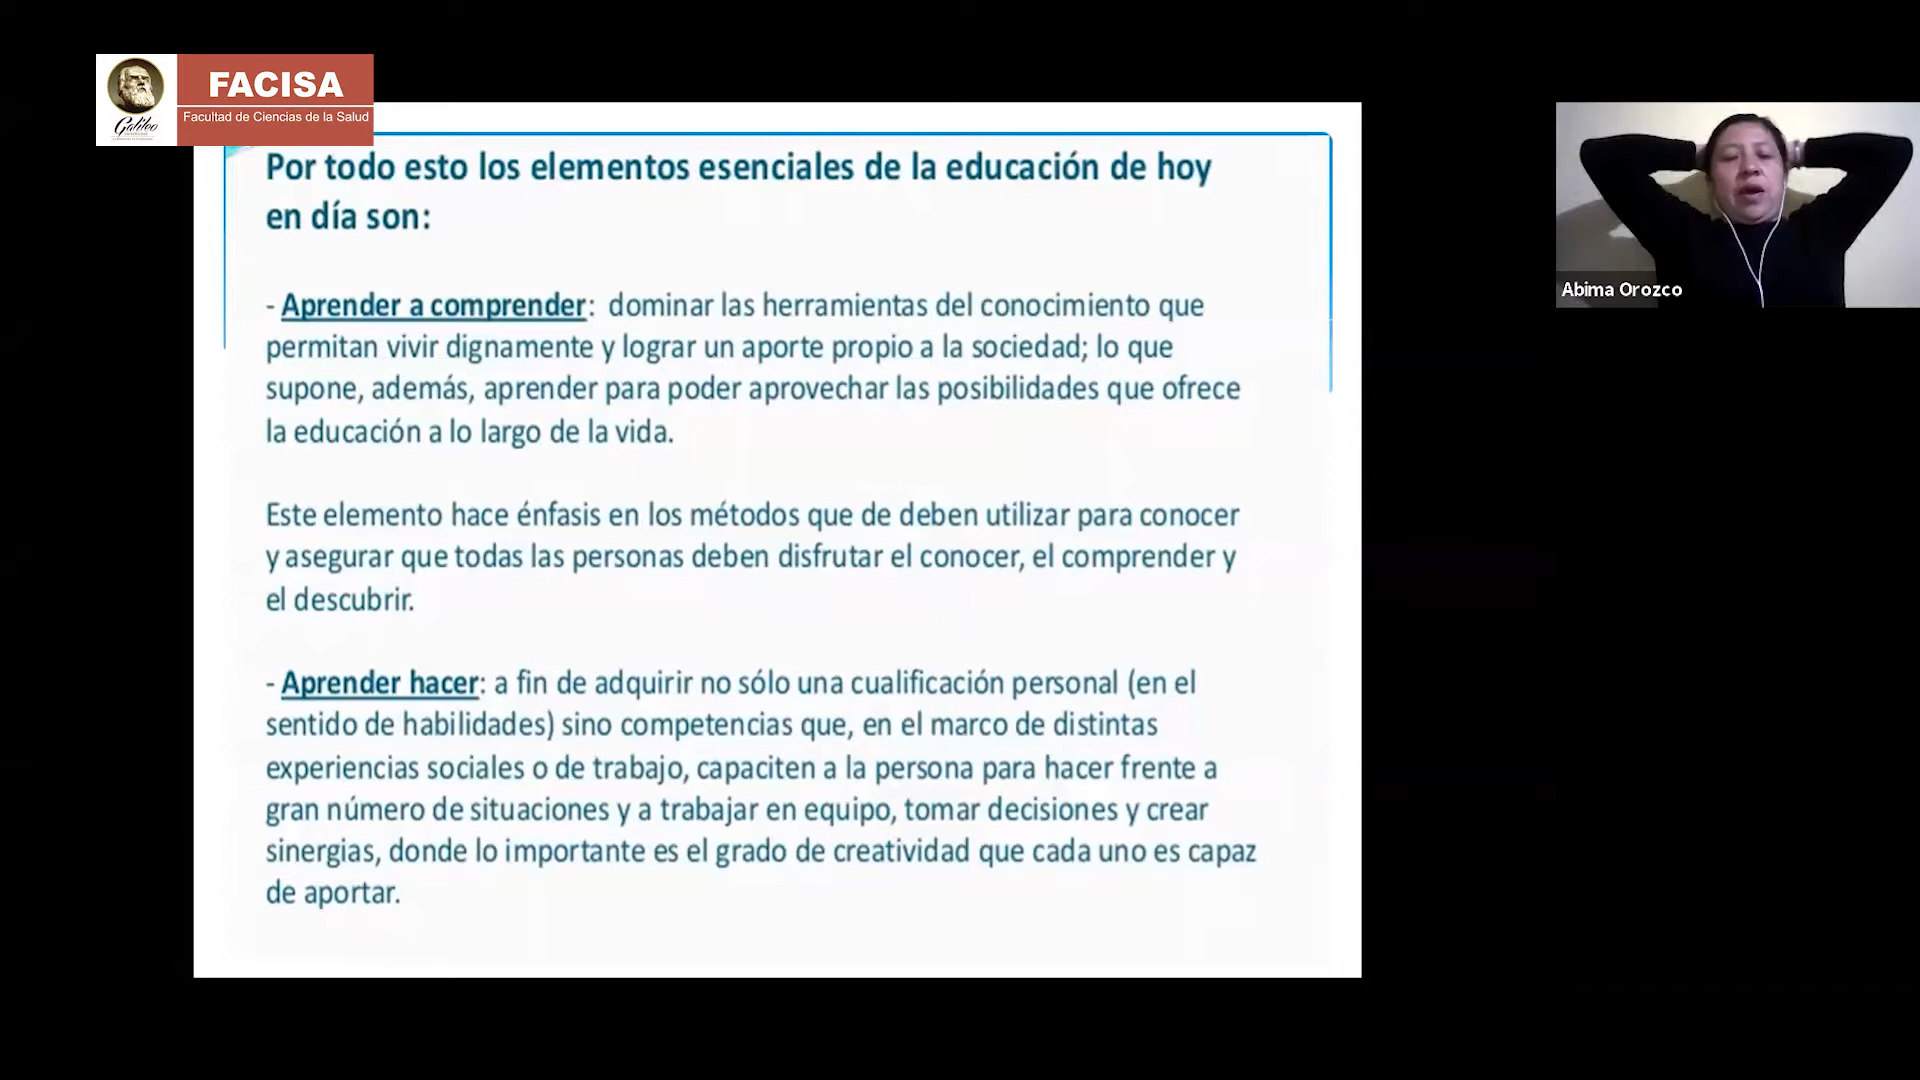 FACISA
Facultad de Ciencias de la Salud
Galileo
Por todo esto los elementos esenciales de la educación de hoy
en día son:
- Aprender a comprender: dominar las herramientas del conocimiento que
permitan vivir dignamente y lograr un aporte propio a la sociedad; lo que
supone, además, aprender para poder aprovechar las posibilidades que ofrece
la educación a lo largo de la vida.
Este elemento hace énfasis en los métodos que de deben utilizar para conocer
y asegurar que todas las personas deben disfrutar el conocer, el comprender y
el descubrir.
- Aprender hacer: a fin de adquirir no sólo una cualificación personal (en el
sentido de habilidades) sino competencias que, en el marco de distintas
experiencias sociales o de trabajo, capaciten a la persona para hacer frente a
gran número de situaciones y a trabajar en equipo, tomar decisiones y crear
sinergias, donde lo importante es el grado de creatividad que cada uno es capaz
de aportar.
Abima Orozco